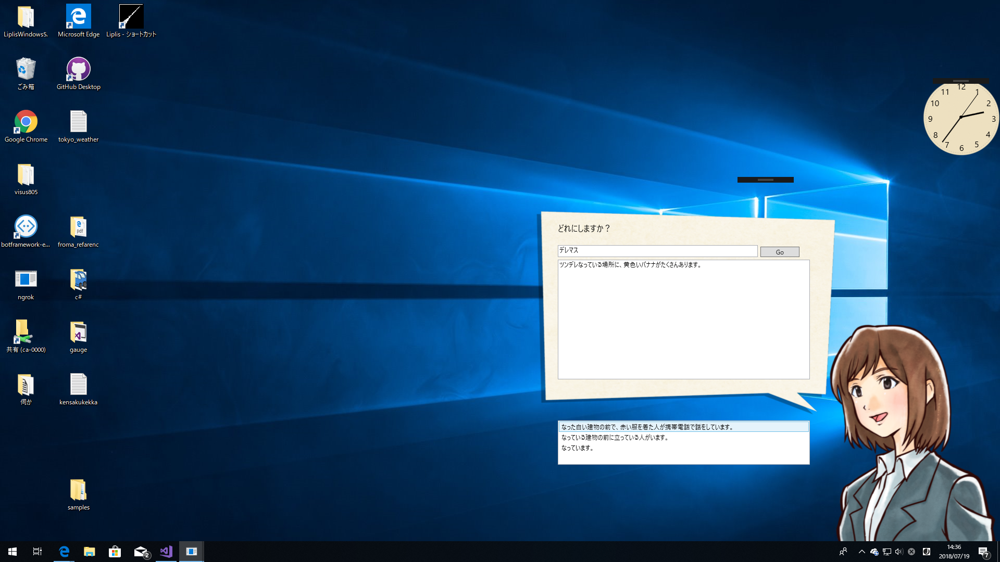 LiplisWindows5.
Microsoft Edge
Liplis - ショートカット
ごみ箱
GitHub Desktop
Google Chrome
tokyo_weather
visus805
botframework-e...
pdf
froma_refarenc
ngrok
c#
共有 (ca-0000)
gauge
伺か
kensakukekka
samples
12
11
1
10
2
9
3
8
4
7
6
5
どれにしますか？
デレマス
Go
ツンデレなっている場所に、黄色いバナナがたくさんあります。
なった白い建物の前で、赤い服を着た人が携帯電話で話をしています。
なっている建物の前に立っている人がいます。
なっています。
2
14:36
2018/07/19
7